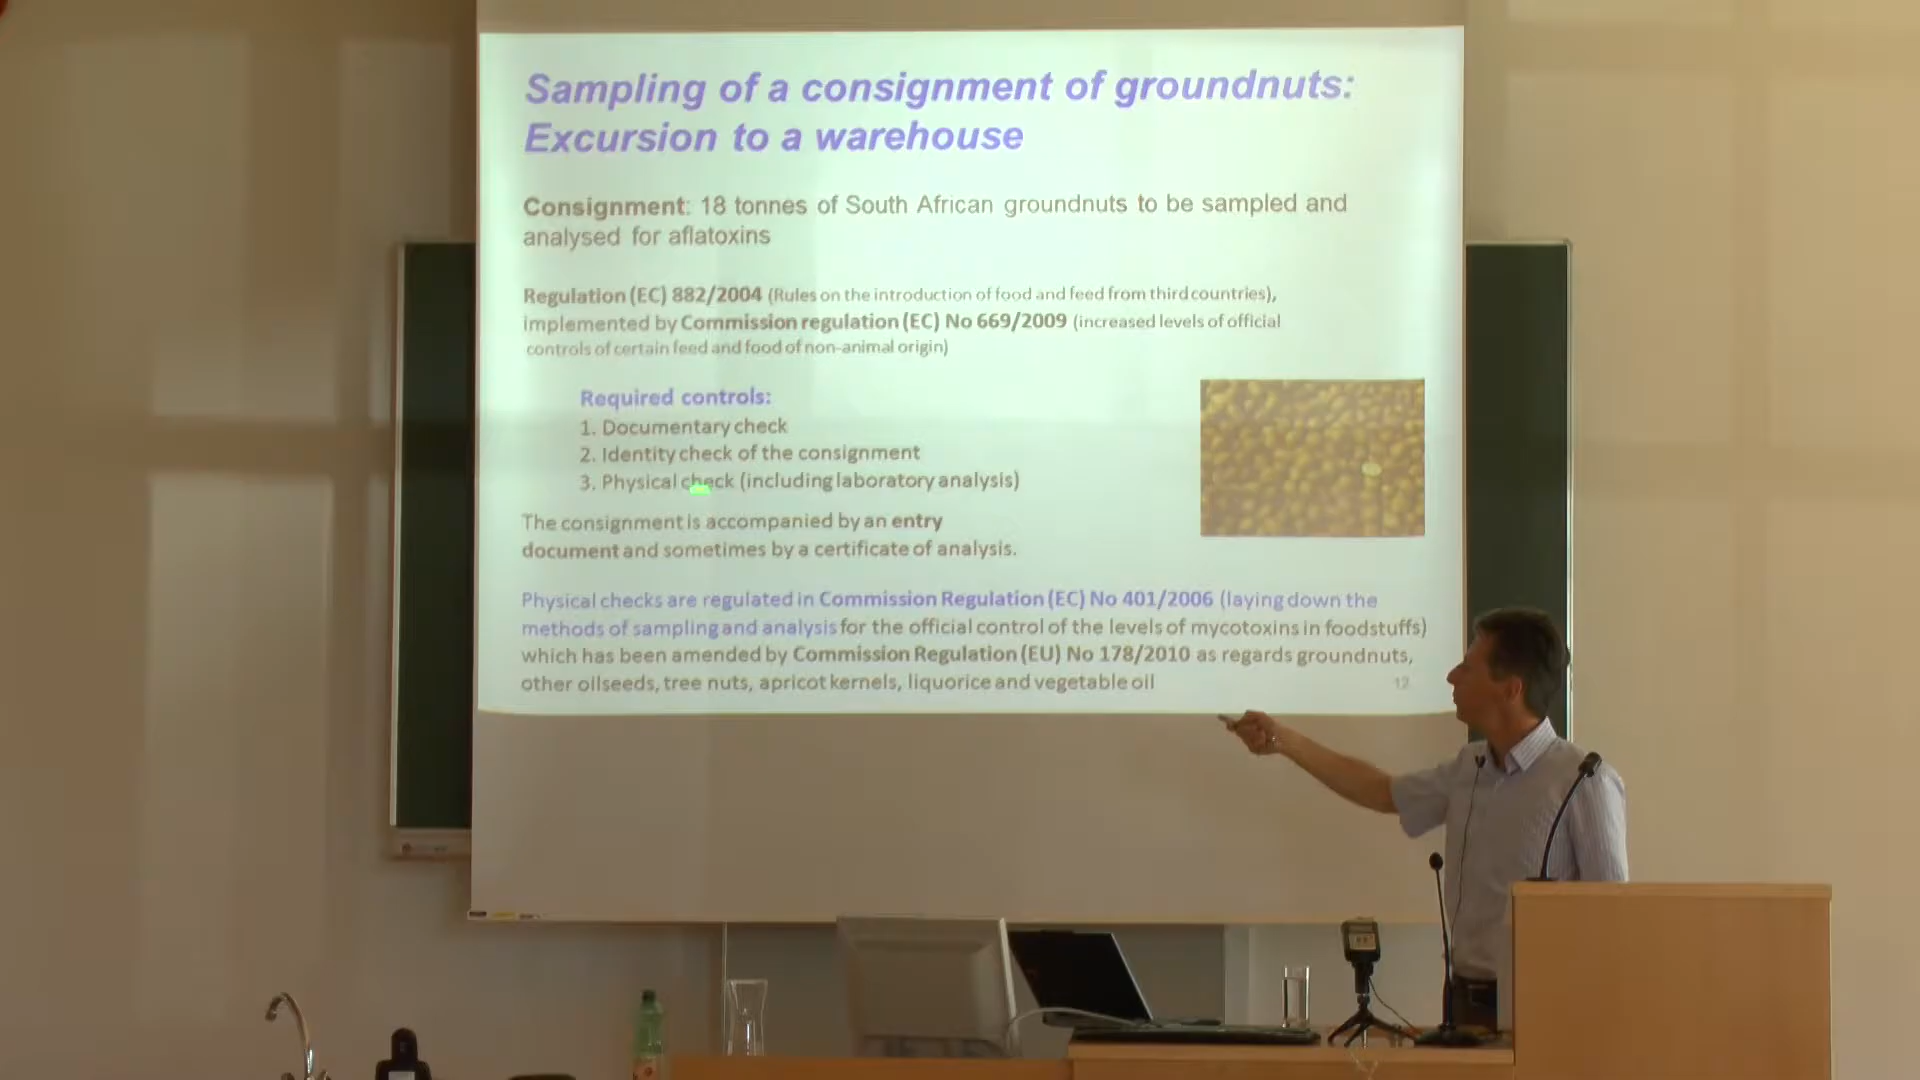 Sampling of a consignment of groundnuts:
Excursion to a warehouse
Consignment: 18 tonnes of South African groundnuts to be sampled and
analysed for aflatoxins
Regulation (EC) 882/2004 (Rules on the introduction of food and feed from third countries),
implemented by Commission regulation (EC) No 669/2009 (increased levels of official
controls of certain feed and food of non-animal origin)
Required controls:
1. Documentary check
2. Identity check of the consignment
3. Physical check (including laboratory analysis)
The consignment is accompanied by an entry
document and sometimes by a certificate of analysis.
Physical checks are regulated in Commission Regulation (EC) No 401/2006 (laying down the
methods of sampling and analysis for the official control of the levels of mycotoxins in foodstuffs)
which has been amended by Commission Regulation (EU) No 178/2010 as regards groundnuts,
other oilseeds, tree nuts, apricot kernels, liquorice and vegetable oil
12